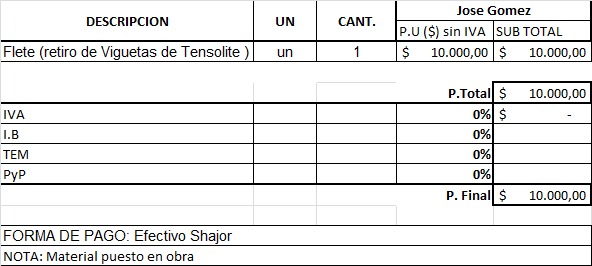 DESCRIPCION UN CANT. Jose Gomez
P.U ($) sin IVA SUB TOTAL
Flete (retiro de Viguetas de Tensolite ) un 1 $ 10.000,00 $ 10.000,00
P.Total $ 10.000,00
IVA 0% $ -
I.B 0%
TEM 0%
PyP 0%
P. Final $ 10.000,00
FORMA DE PAGO: Efectivo Shajor
NOTA: Material puesto en obra